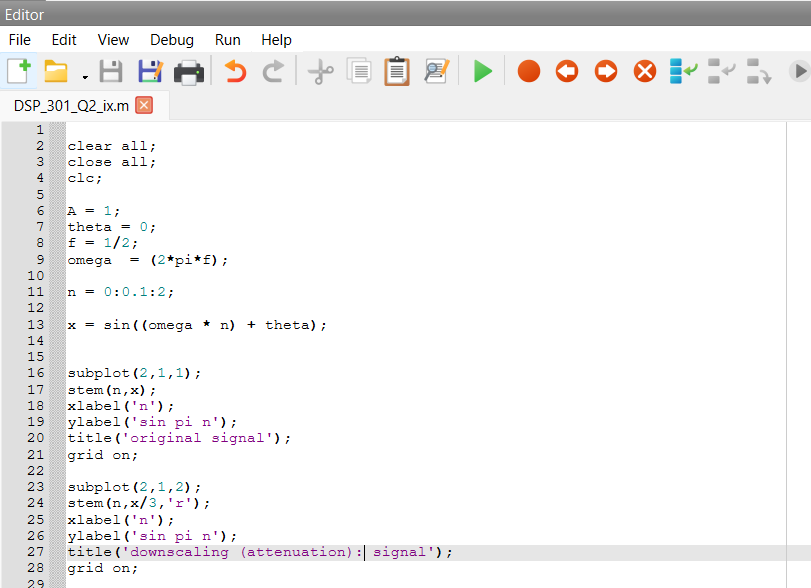 Editor
File Edit View Debug Run Help
DSP_301_Q2_ix.m
1
2 clear all;
3 close all;
4 clc;
5
6 A = 1;
7 theta = 0;
8 f = 1/2;
9 omega  = (2*pi*f);
10
11 n = 0:0.1:2;
12
13 x = sin((omega * n) + theta);
14
15
16 subplot(2,1,1);
17 stem(n,x);
18 xlabel('n');
19 ylabel('sin pi n');
20 title('original signal');
21 grid on;
22
23 subplot(2,1,2);
24 stem(n,x/3,'r');
25 xlabel('n');
26 ylabel('sin pi n');
27 title('downscaling (attenuation): signal');
28 grid on;
29